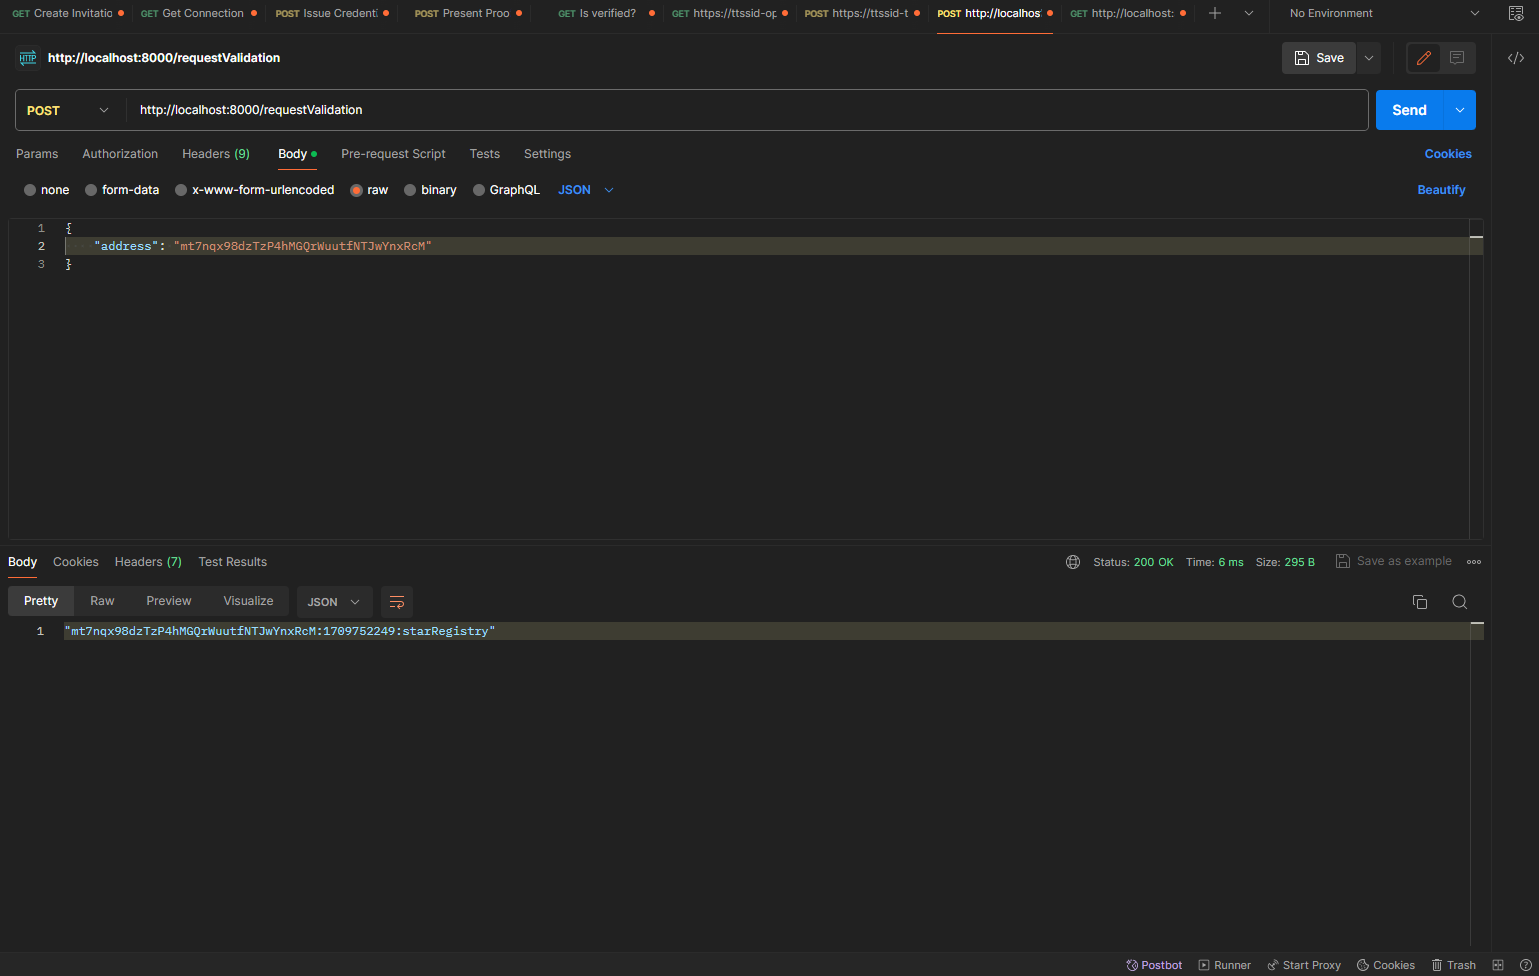 GET Create Invitatio GET Get Connection POST Issue Credenti POST Present Proo GET Is verified? GET https://ttssid-op POST https://ttssid-t POST http://localhos GET http://localhost: No Environment
HTTP http://localhost:8000/requestValidation Save
POST http://localhost:8000/requestValidation Send
Params Authorization Headers (9) Body Pre-request Script Tests Settings Cookies
none form-data x-www-form-urlencoded raw binary GraphQL JSON Beautify
1 {
2 "address": "mt7nqx98dzTzP4hMGQrWuutfNTJwYnxRcM"
3 }
Body Cookies Headers (7) Test Results Status: 200 OK Time: 6 ms Size: 295 B Save as example
Pretty Raw Preview Visualize JSON
1 "mt7nqx98dzTzP4hMGQrWuutfNTJwYnxRcM:1709752249:starRegistry"
Postbot Runner Start Proxy Cookies Trash